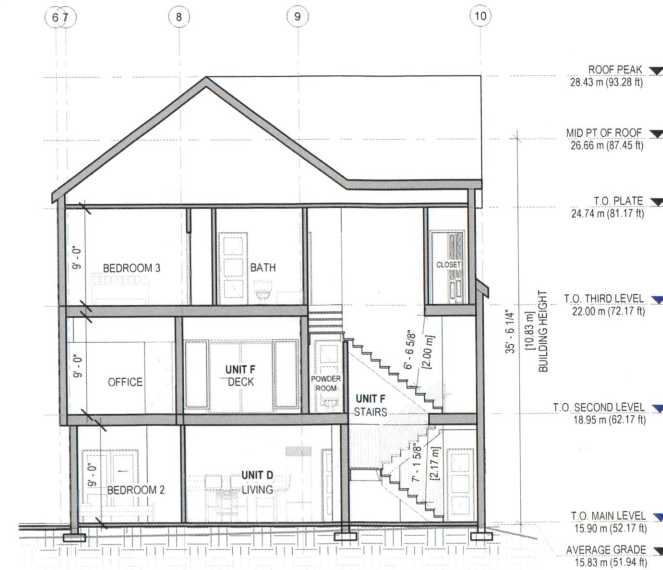 6 7 8 9 10
ROOF PEAK
28.43 m (93.28 ft)
MID PT OF ROOF
26.66 m (87.45 ft)
T.O. PLATE
24.74 m (81.17 ft)
9' - 0"
BEDROOM 3
BATH
CLOSET
T.O. THIRD LEVEL
22.00 m (72.17 ft)
35' - 6 1/4"
[10.83 m]
BUILDING HEIGHT
9' - 0"
OFFICE
UNIT F
DECK
POWDER
ROOM
UNIT F
STAIRS
6' - 6 5/8"
[2.00 m]
T.O. SECOND LEVEL
18.95 m (62.17 ft)
9' - 0"
BEDROOM 2
UNIT D
LIVING
7' - 1 5/8"
[2.17 m]
T.O. MAIN LEVEL
15.90 m (52.17 ft)
AVERAGE GRADE
15.83 m (51.94 ft)